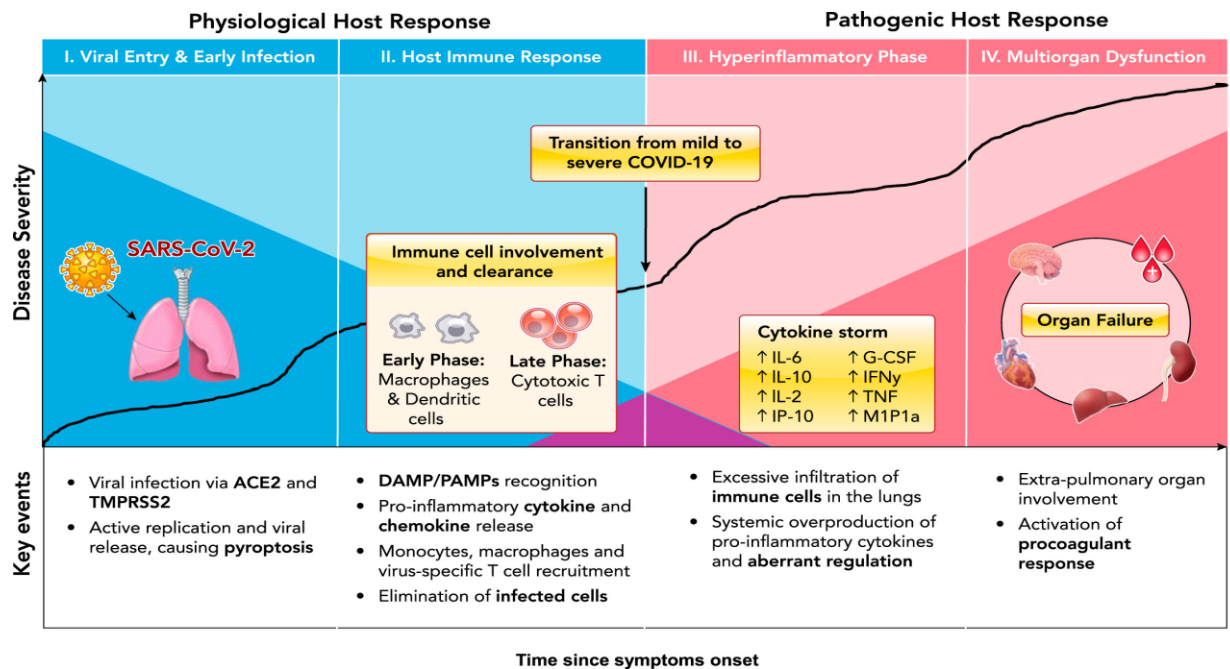 Physiological Host Response
Pathogenic Host Response
I. Viral Entry & Early Infection
II. Host Immune Response
III. Hyperinflammatory Phase
IV. Multiorgan Dysfunction
Disease Severity
Transition from mild to
severe COVID-19
SARS-CoV-2
Immune cell involvement
and clearance
Early Phase:
Macrophages
& Dendritic
cells
Late Phase:
Cytotoxic T
cells
Cytokine storm
↑ IL-6
↑ IL-10
↑ IL-2
↑ IP-10
↑ G-CSF
↑ IFNy
↑ TNF
↑ M1P1a
Organ Failure
Key events
• Viral infection via ACE2 and
TMPRSS2
• Active replication and viral
release, causing pyroptosis
• DAMP/PAMPs recognition
• Pro-inflammatory cytokine and
chemokine release
• Monocytes, macrophages and
virus-specific T cell recruitment
• Elimination of infected cells
• Excessive infiltration of
immune cells in the lungs
• Systemic overproduction of
pro-inflammatory cytokines
and aberrant regulation
• Extra-pulmonary organ
involvement
• Activation of
procoagulant
response
Time since symptoms onset